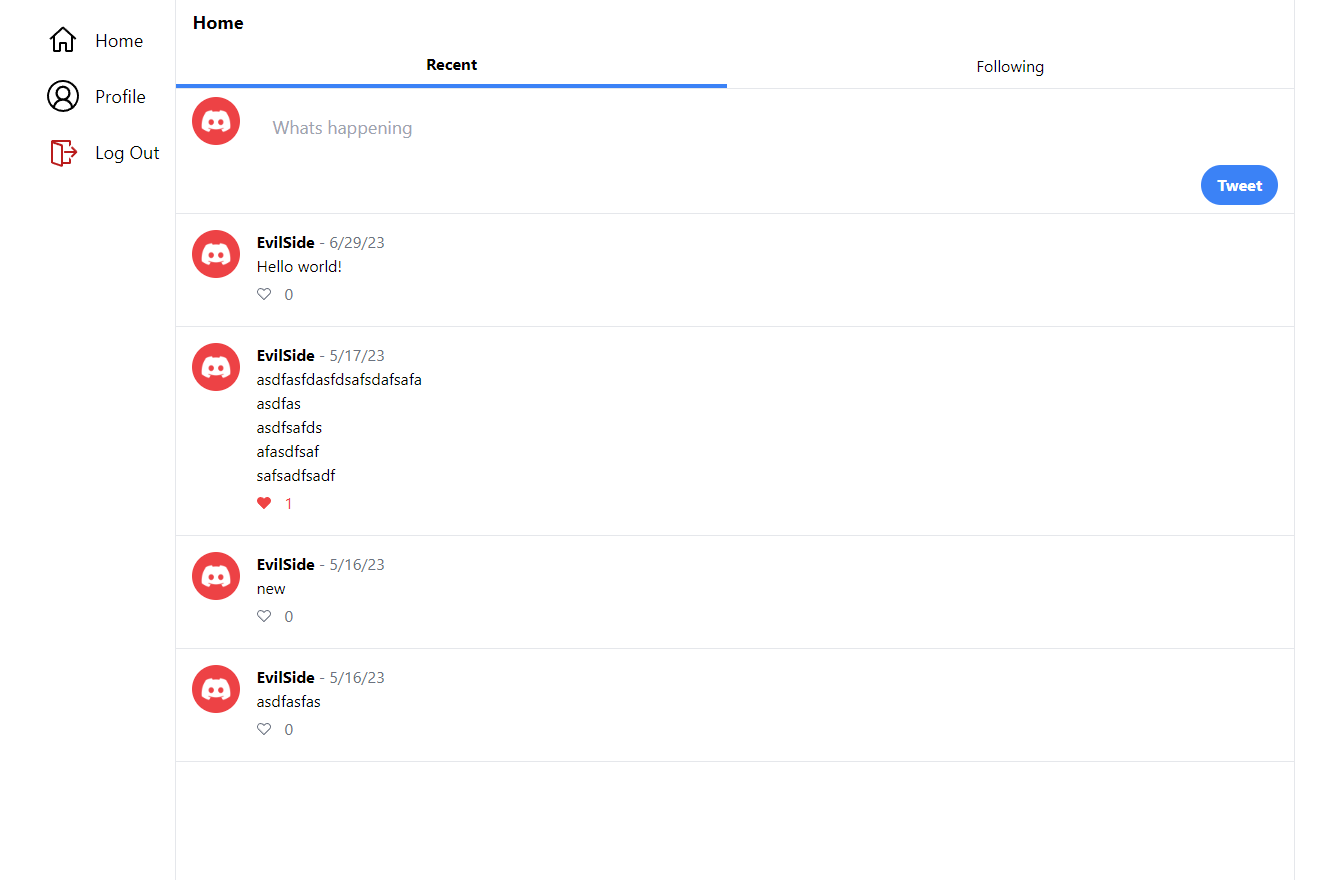 Home
Profile
Log Out
Home
Recent
Following
Whats happening
Tweet
EvilSide - 6/29/23
Hello world!
0
EvilSide - 5/17/23
asdfasfdasfdsafsdafsafa
asdfas
asdfsafds
afasdfsaf
safsadfsadf
1
EvilSide - 5/16/23
new
0
EvilSide - 5/16/23
asdfasfas
0